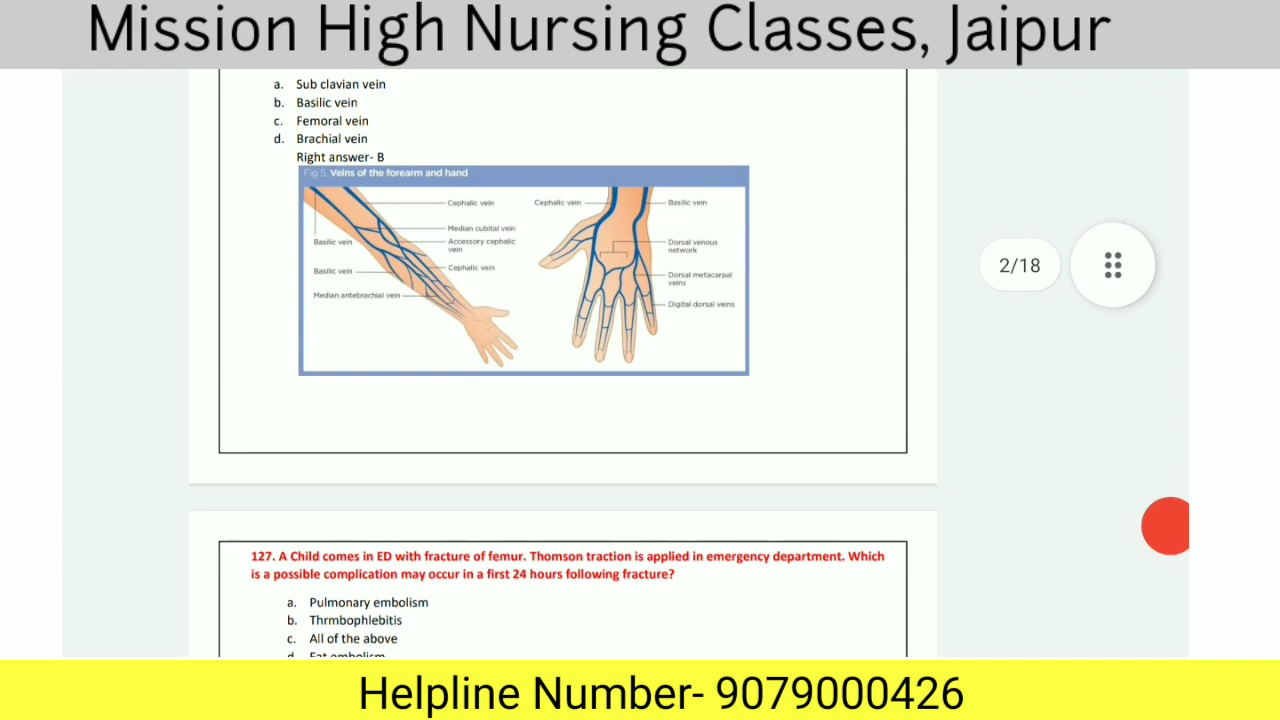 Mission High Nursing Classes, Jaipur
a. Sub clavian vein
b. Basilic vein
c. Femoral vein
d. Brachial vein
Right answer- B
Fig 5. Veins of the forearm and hand
Cephalic vein
Median cubital vein
Accessory cephalic
vein
Cephalic vein
Basilic vein
Basilic vein
Median antebrachial vein
Cephalic vein
Basilic vein
Dorsal venous
network
Dorsal metacarpal
veins
Digital dorsal veins
2/18
127. A Child comes in ED with fracture of femur. Thomson traction is applied in emergency department. Which
is a possible complication may occur in a first 24 hours following fracture?
a. Pulmonary embolism
b. Thrmbophlebitis
c. All of the above
d. Fat embolism
Helpline Number- 9079000426